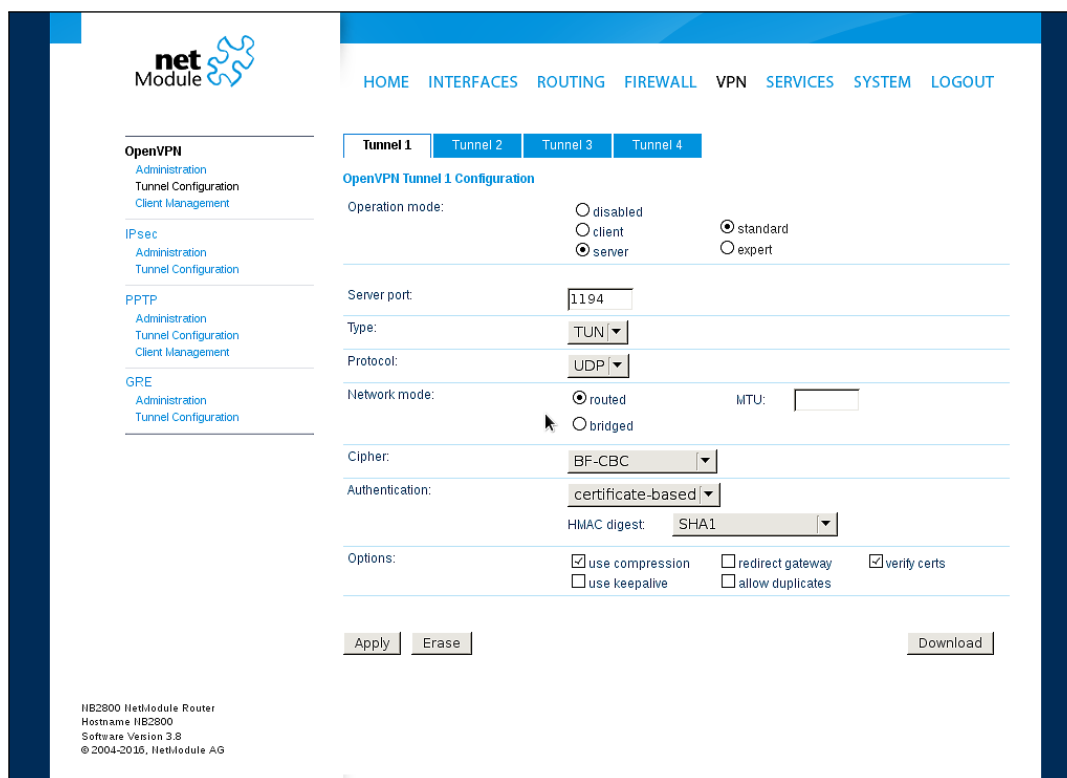 net
Module
HOME INTERFACES ROUTING FIREWALL VPN SERVICES SYSTEM LOGOUT
OpenVPN
Administration
Tunnel Configuration
Client Management
IPsec
Administration
Tunnel Configuration
PPTP
Administration
Tunnel Configuration
Client Management
GRE
Administration
Tunnel Configuration
Tunnel 1 Tunnel 2 Tunnel 3 Tunnel 4
OpenVPN Tunnel 1 Configuration
Operation mode:
disabled
client
server
standard
expert
Server port: 1194
Type: TUN
Protocol: UDP
Network mode: routed MTU:
bridged
Cipher: BF-CBC
Authentication: certificate-based
HMAC digest: SHA1
Options: use compression redirect gateway verify certs
use keepalive allow duplicates
Apply Erase Download
NB2800 NetModule Router
Hostname NB2800
Software Version 3.8
© 2004-2016, NetModule AG